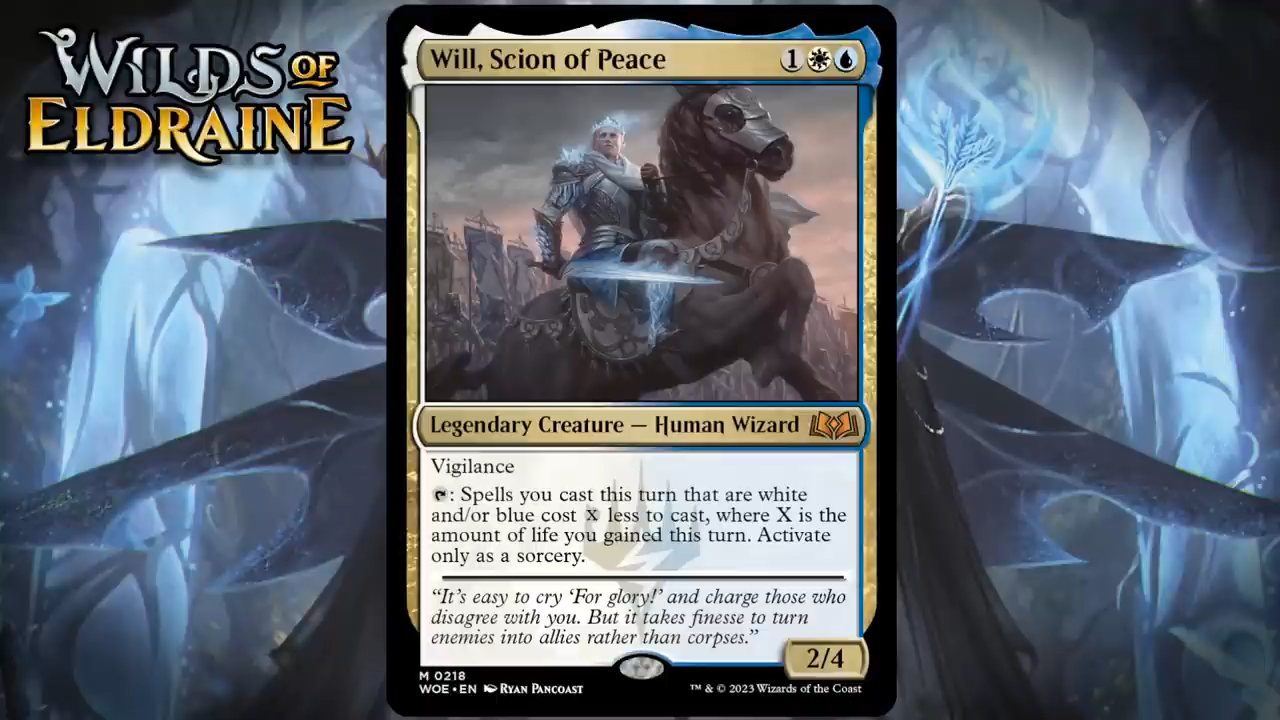 WILDS OF
ELDRAINE
Will, Scion of Peace 1
Legendary Creature — Human Wizard
Vigilance
: Spells you cast this turn that are white
and/or blue cost X less to cast, where X is the
amount of life you gained this turn. Activate
only as a sorcery.
“It’s easy to cry ‘For glory!’ and charge those who
disagree with you. But it takes finesse to turn
enemies into allies rather than corpses.”
2/4
M 0218
WOE • EN RYAN PANCOAST
™ & © 2023 Wizards of the Coast